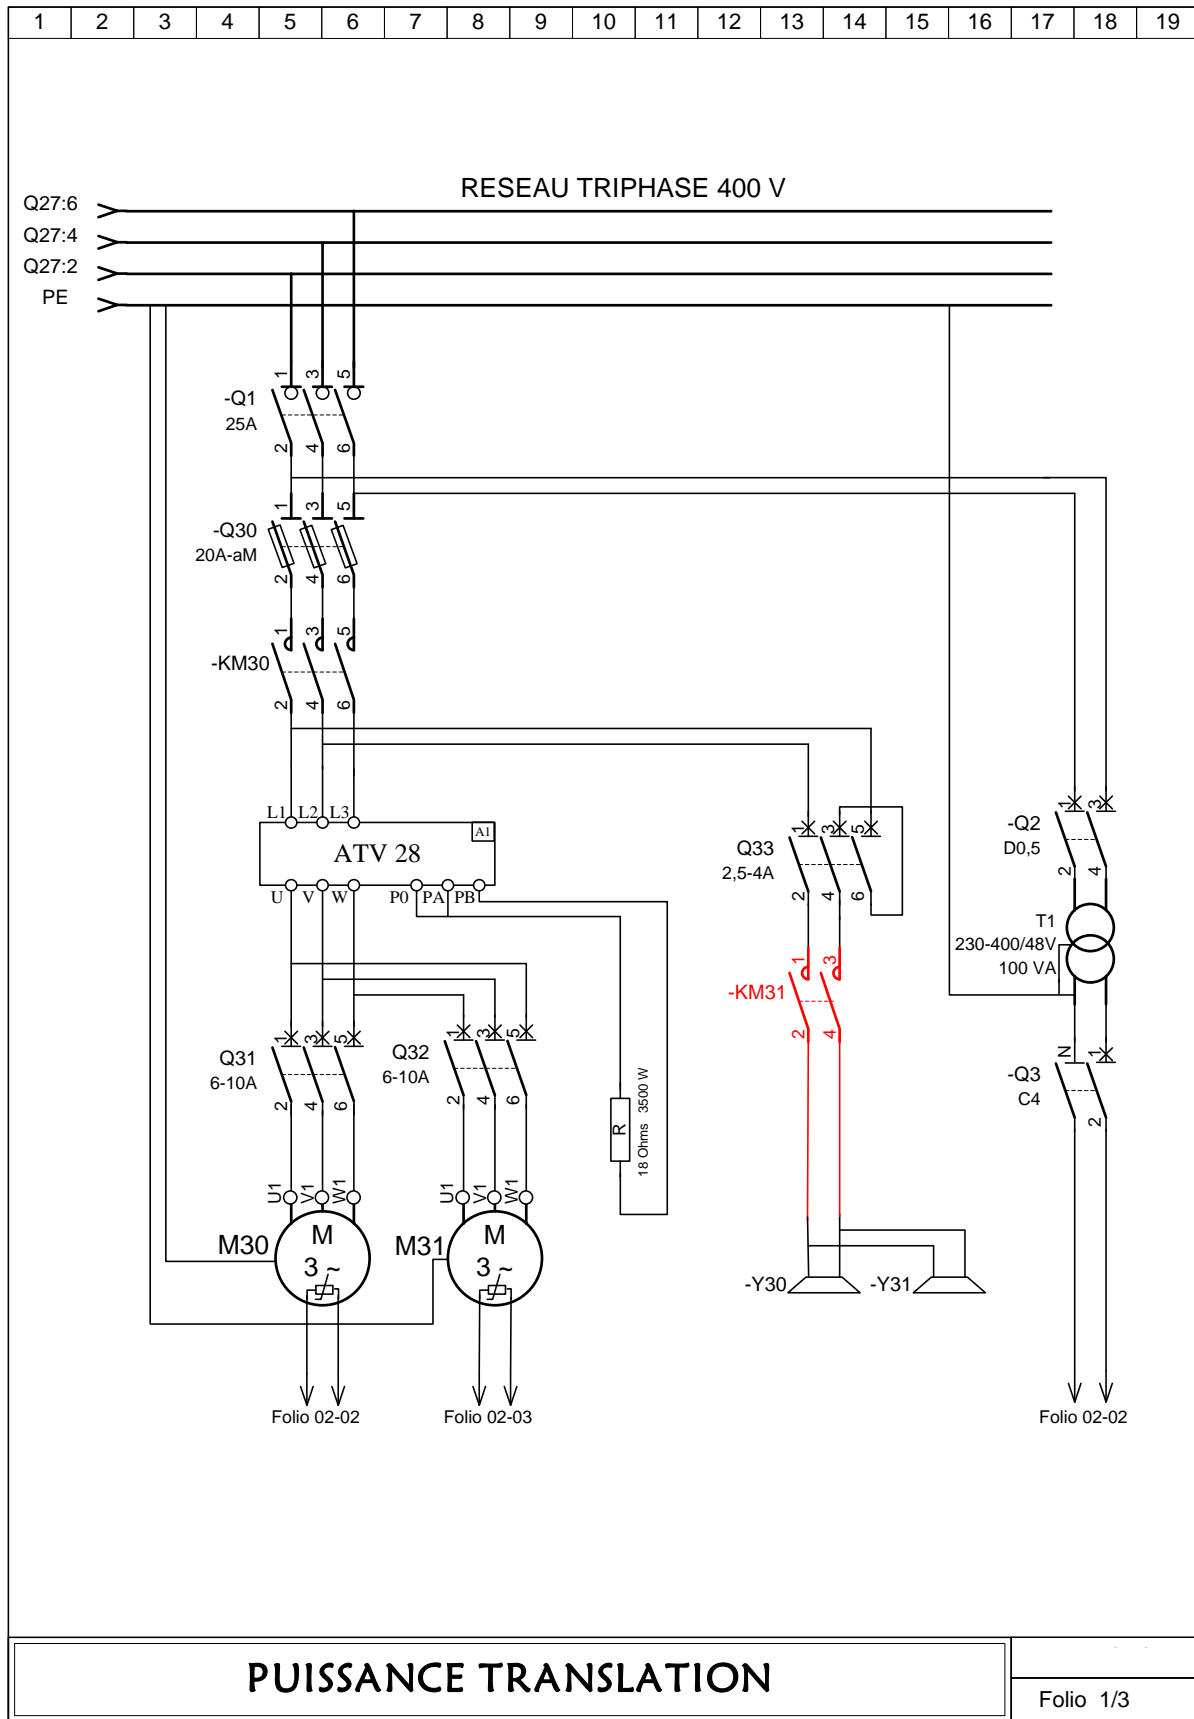 1 2 3 4 5 6 7 8 9 10 11 12 13 14 15 16 17 18 19
RESEAU TRIPHASE 400 V
Q27:6
Q27:4
Q27:2
PE
1 3 5
-Q1
25A
2 4 6
1 3 5
-Q30
20A-aM
2 4 6
1 3 5
-KM30
2 4 6
L1 L2 L3
A1
ATV 28
U V W P0 PA PB
1 3 5
Q33
2,5-4A
2 4 6
1 3
-Q2
D0,5
2 4
T1
230-400/48V
100 VA
1 3
-KM31
2 4
1 3 5
Q31
6-10A
2 4 6
1 3 5
Q32
6-10A
2 4 6
R
18 Ohms 3500 W
N 1
-Q3
C4
2
U1 V1 W1
M30
M
3 ~
U1 V1 W1
M31
M
3 ~
-Y30
-Y31
Folio 02-02
Folio 02-03
Folio 02-02
PUISSANCE TRANSLATION
Folio 1/3